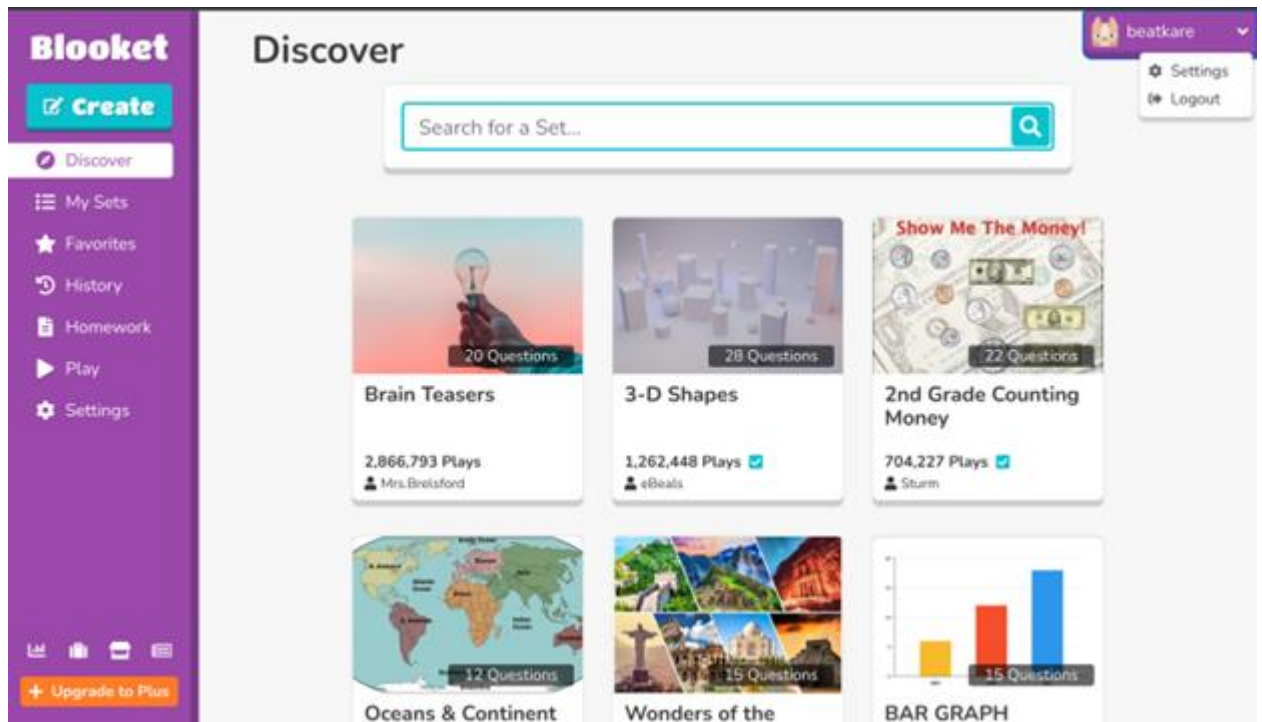 Blooket
Create
Discover
My Sets
Favorites
History
Homework
Play
Settings
Upgrade to Plus
Discover
beatkare
Settings
Logout
Search for a Set...
20 Questions
Brain Teasers
2,866,793 Plays
Mrs.Brelsford
28 Questions
3-D Shapes
1,262,448 Plays
eBeals
Show Me The Money!
22 Questions
2nd Grade Counting
Money
704,227 Plays
Sturm
12 Questions
Oceans & Continent
15 Questions
Wonders of the
15 Questions
BAR GRAPH